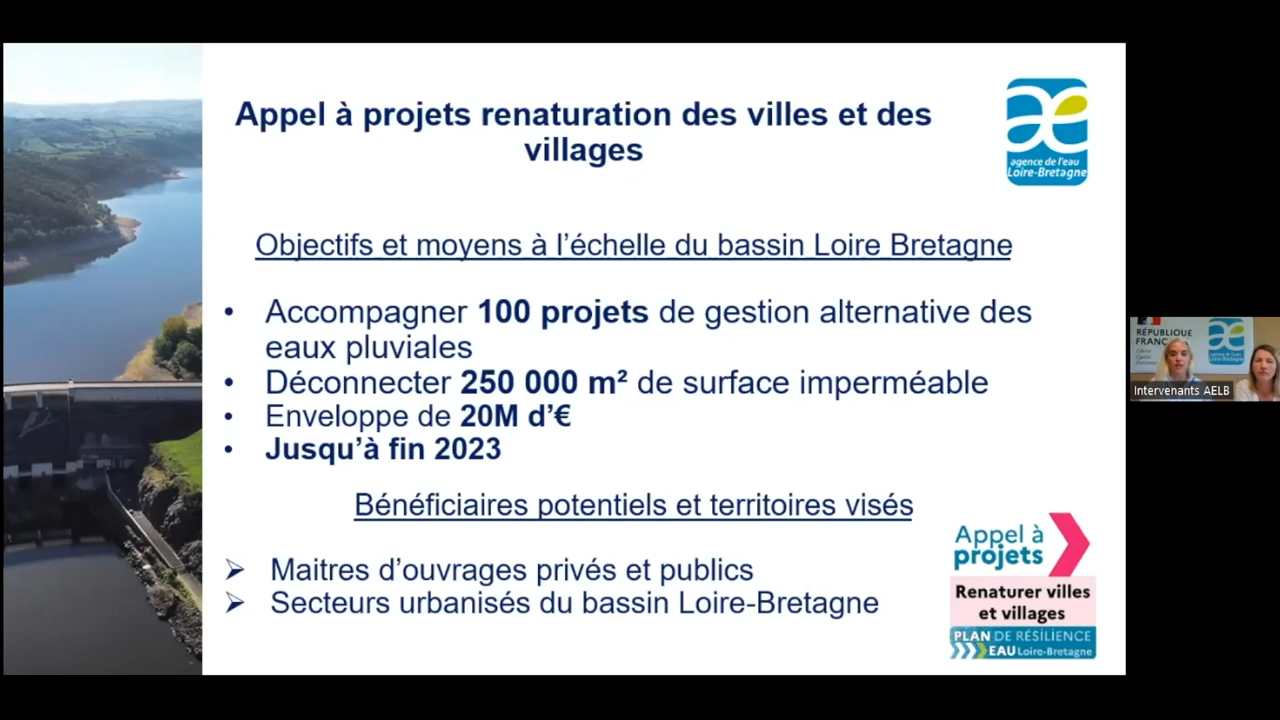 Appel à projets renaturation des villes et des
villages
agence de l'eau
Loire-Bretagne
Objectifs et moyens à l'échelle du bassin Loire Bretagne
• Accompagner 100 projets de gestion alternative des
eaux pluviales
• Déconnecter 250 000 m² de surface imperméable
• Enveloppe de 20M d'€
• Jusqu'à fin 2023
Bénéficiaires potentiels et territoires visés
➢ Maitres d'ouvrages privés et publics
➢ Secteurs urbanisés du bassin Loire-Bretagne
Appel à
projets
Renaturer villes
et villages
PLAN DE RÉSILIENCE
EAU Loire-Bretagne
RÉPUBLIQUE
FRANÇ
Intervenants AELB